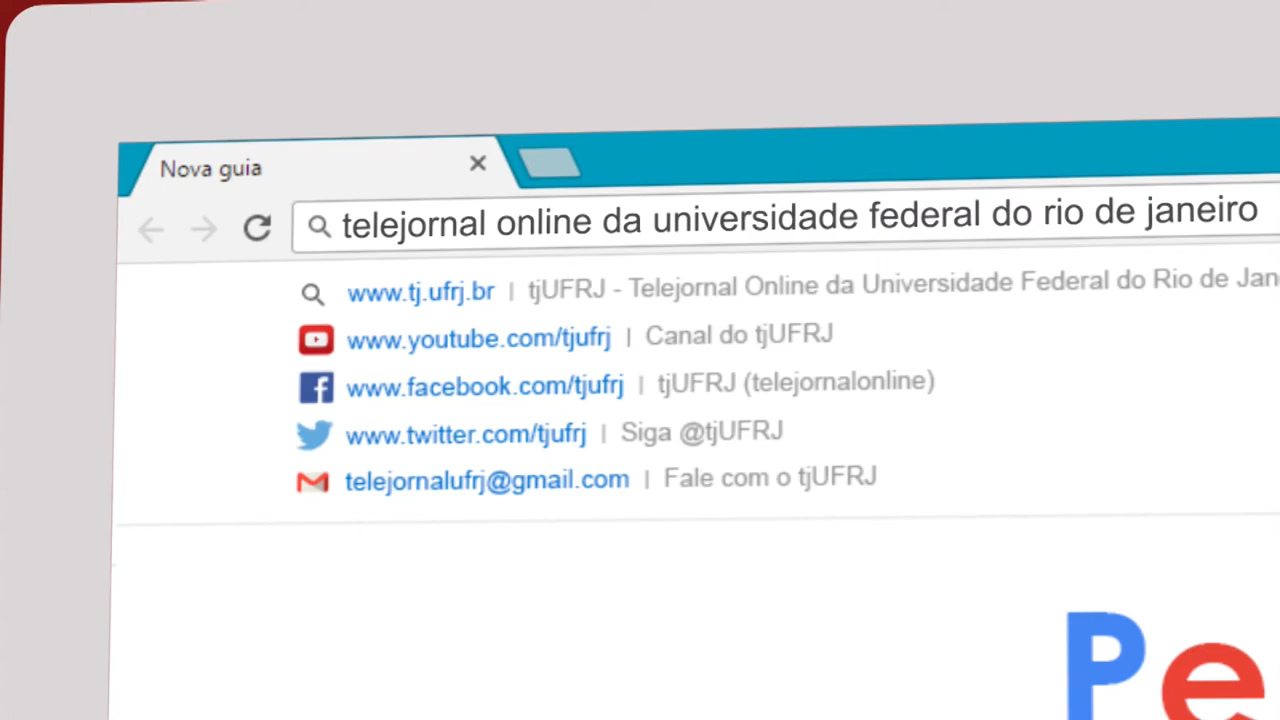 Nova guia
telejornal online da universidade federal do rio de janeiro
www.tj.ufrj.br | tjUFRJ - Telejornal Online da Universidade Federal do Rio de Jan
www.youtube.com/tjufrj | Canal do tjUFRJ
www.facebook.com/tjufrj | tjUFRJ (telejornalonline)
www.twitter.com/tjufrj | Siga @tjUFRJ
telejornalufrj@gmail.com | Fale com o tjUFRJ
Pe